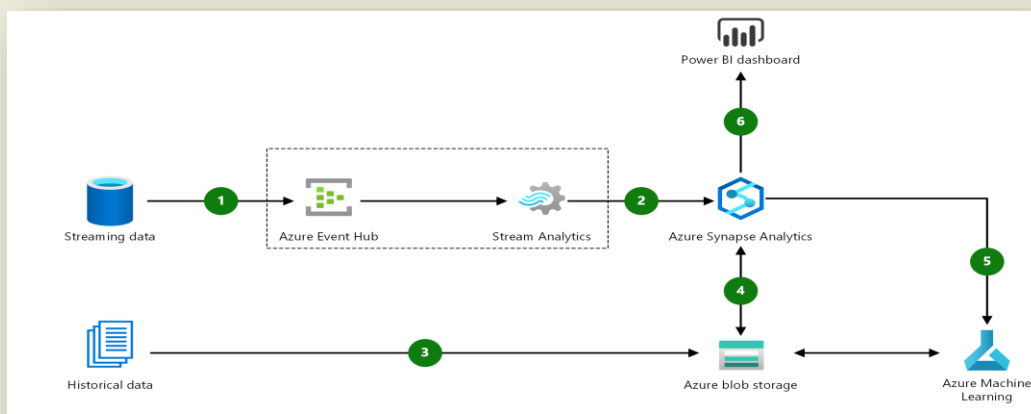 Power BI dashboard
6
1
2
Streaming data
Azure Event Hub
Stream Analytics
Azure Synapse Analytics
4
5
3
Historical data
Azure blob storage
Azure Machine
Learning